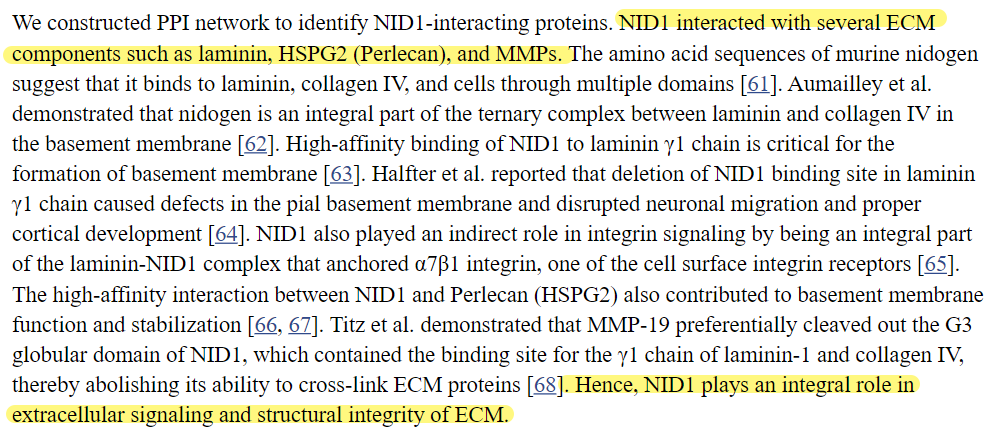 We constructed PPI network to identify NID1-interacting proteins. NID1 interacted with several ECM
components such as laminin, HSPG2 (Perlecan), and MMPs. The amino acid sequences of murine nidogen
suggest that it binds to laminin, collagen IV, and cells through multiple domains [61]. Aumailley et al.
demonstrated that nidogen is an integral part of the ternary complex between laminin and collagen IV in
the basement membrane [62]. High-affinity binding of NID1 to laminin γ1 chain is critical for the
formation of basement membrane [63]. Halfter et al. reported that deletion of NID1 binding site in laminin
γ1 chain caused defects in the pial basement membrane and disrupted neuronal migration and proper
cortical development [64]. NID1 also played an indirect role in integrin signaling by being an integral part
of the laminin-NID1 complex that anchored α7β1 integrin, one of the cell surface integrin receptors [65].
The high-affinity interaction between NID1 and Perlecan (HSPG2) also contributed to basement membrane
function and stabilization [66, 67]. Titz et al. demonstrated that MMP-19 preferentially cleaved out the G3
globular domain of NID1, which contained the binding site for the γ1 chain of laminin-1 and collagen IV,
thereby abolishing its ability to cross-link ECM proteins [68]. Hence, NID1 plays an integral role in
extracellular signaling and structural integrity of ECM.